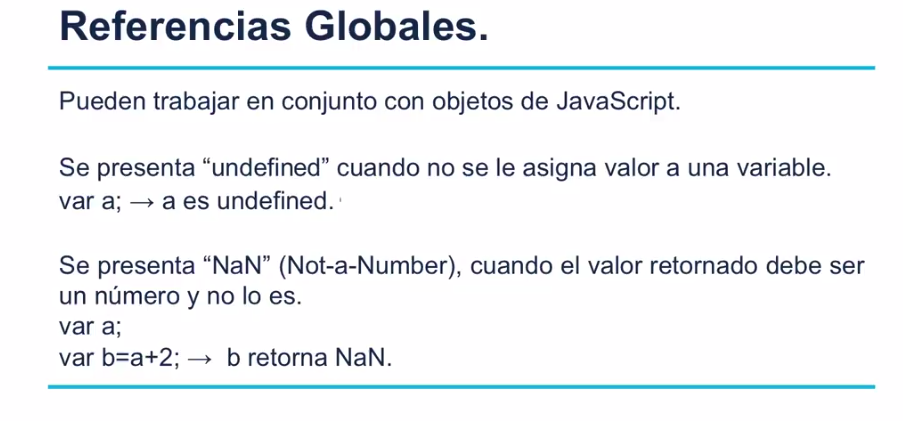 Referencias Globales.
Pueden trabajar en conjunto con objetos de JavaScript.
Se presenta “undefined” cuando no se le asigna valor a una variable.
var a; → a es undefined.
Se presenta “NaN” (Not-a-Number), cuando el valor retornado debe ser
un número y no lo es.
var a;
var b=a+2; → b retorna NaN.